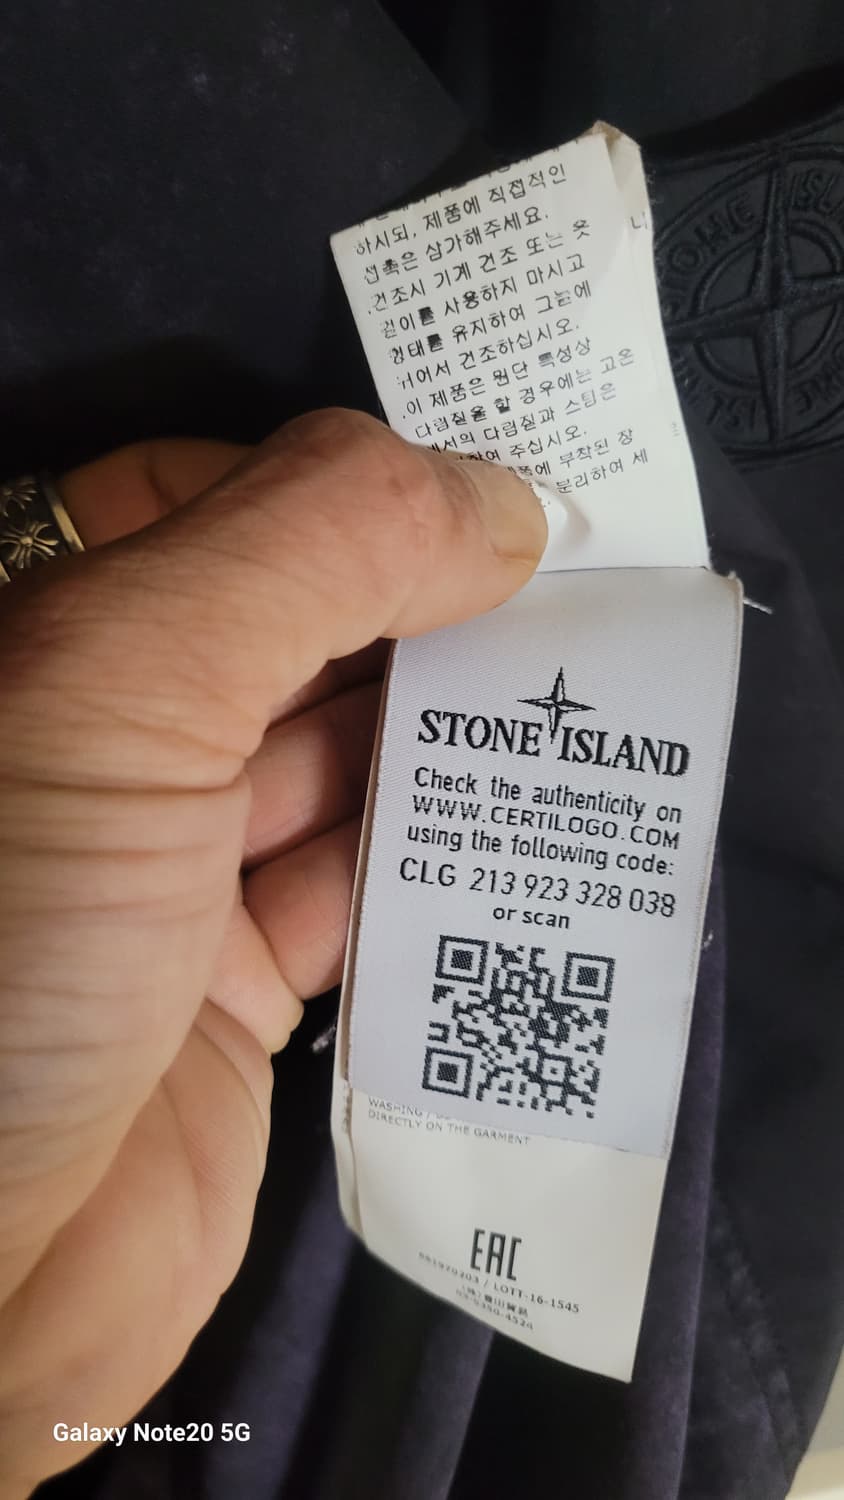 하시되, 제품에 직접적인
접촉은 삼가해주세요.
.건조시 기계 건조 또는 옷
걸이를 사용하지 마시고
형태를 유지하여 그늘에
뉘어서 건조하십시오.
.이 제품은 원단 특성상
다림질을 할 경우에는 고온
다림질과 스팀은
주십시오.
부착된 장
분리하여 세
STONE ISLAND
STONE ISLAND
Check the authenticity on
WWW.CERTILOGO.COM
using the following code:
CLG 213 923 328 038
or scan
WASHING /
DIRECTLY ON THE GARMENT
EAC
/ LOTT-16-1545
Galaxy Note20 5G